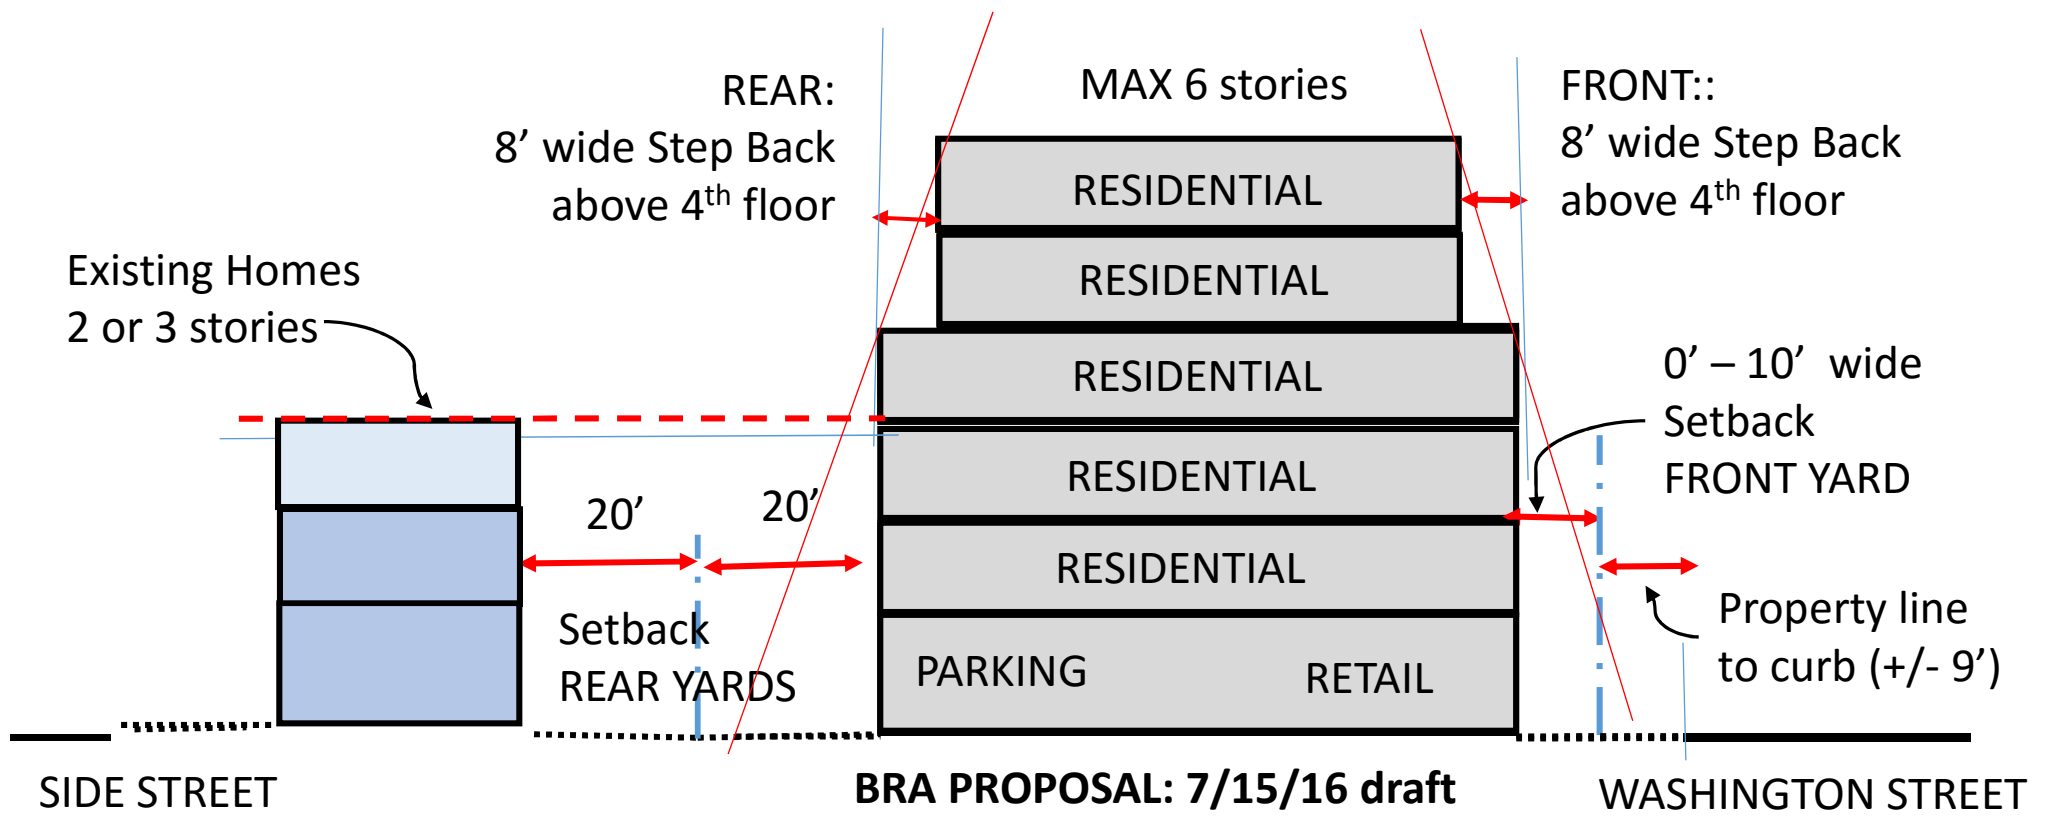 REAR:
8’ wide Step Back
above 4th floor
MAX 6 stories
FRONT::
8’ wide Step Back
above 4th floor
Existing Homes
2 or 3 stories
RESIDENTIAL
RESIDENTIAL
RESIDENTIAL
RESIDENTIAL
RESIDENTIAL
PARKING
RETAIL
0’ – 10’ wide
Setback
FRONT YARD
20’
20’
Setback
REAR YARDS
Property line
to curb (+/- 9’)
SIDE STREET
BRA PROPOSAL: 7/15/16 draft
WASHINGTON STREET